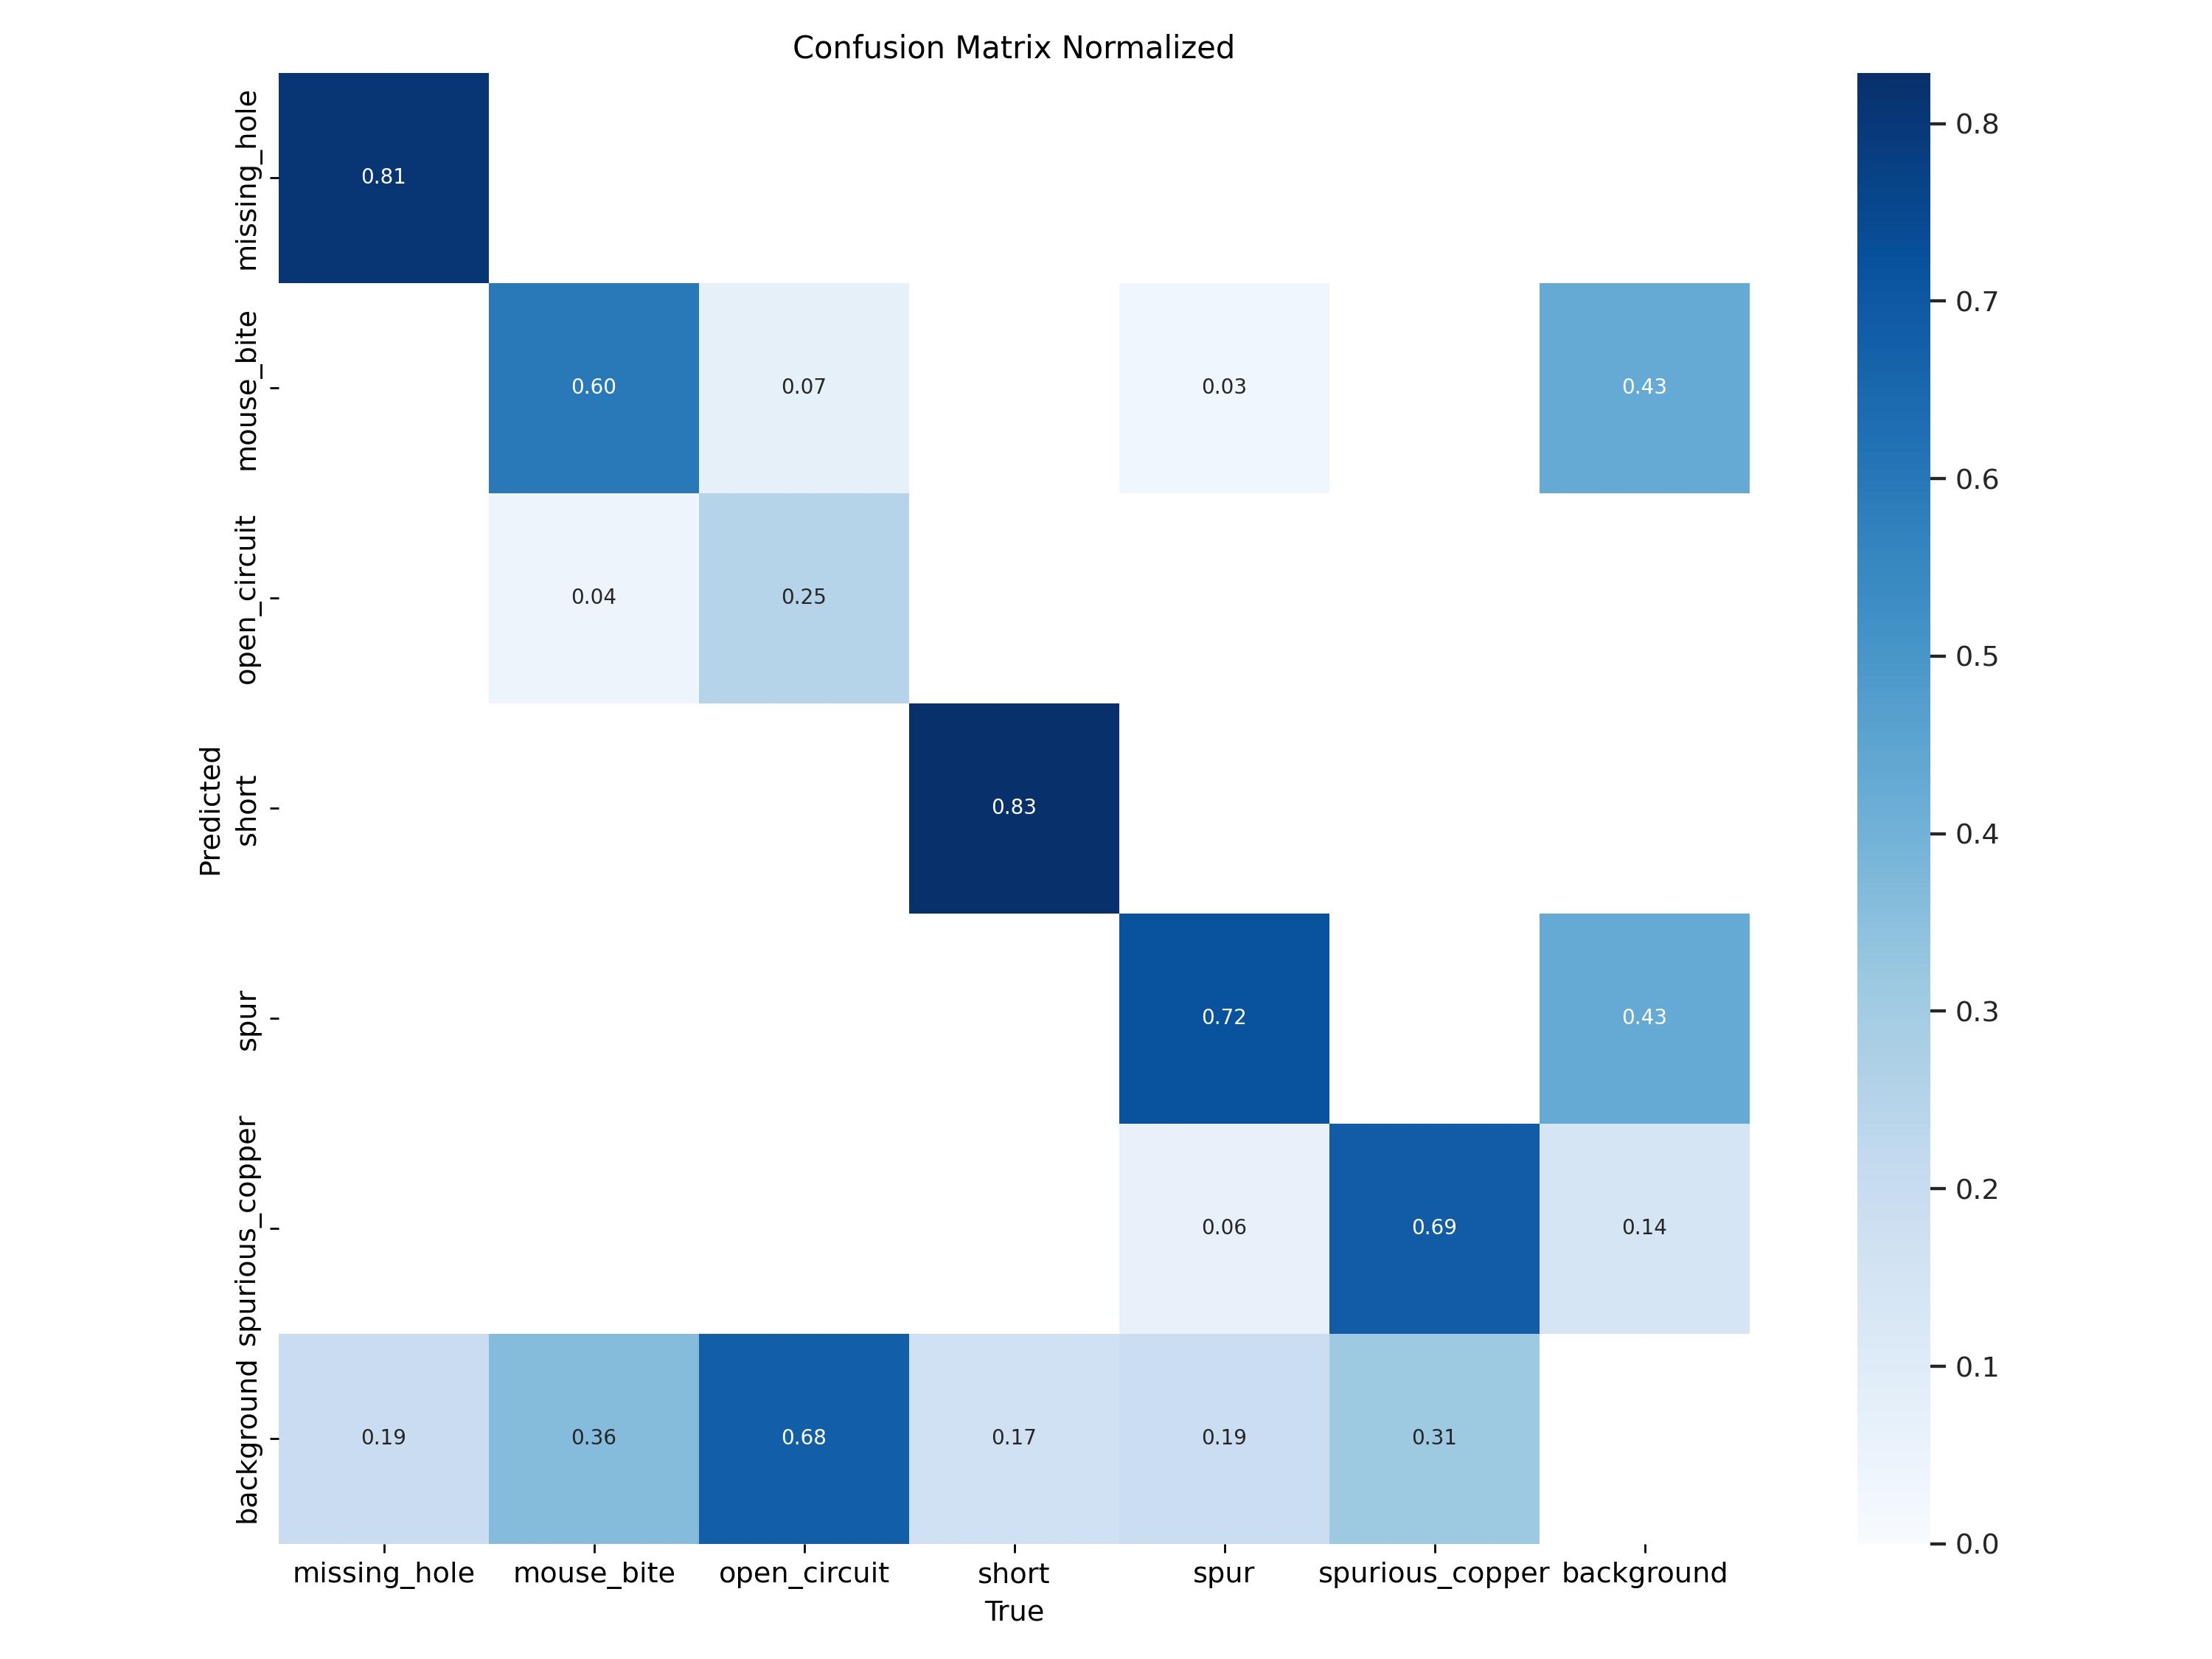 Confusion Matrix Normalized
Predicted
missing_hole
mouse_bite
open_circuit
short
spur
spurious_copper
background
0.81
0.60 0.07 0.03 0.43
0.04 0.25
0.83
0.72 0.43
0.06 0.69 0.14
0.19 0.36 0.68 0.17 0.19 0.31
missing_hole mouse_bite open_circuit short spur spurious_copper background
True
0.8
0.7
0.6
0.5
0.4
0.3
0.2
0.1
0.0